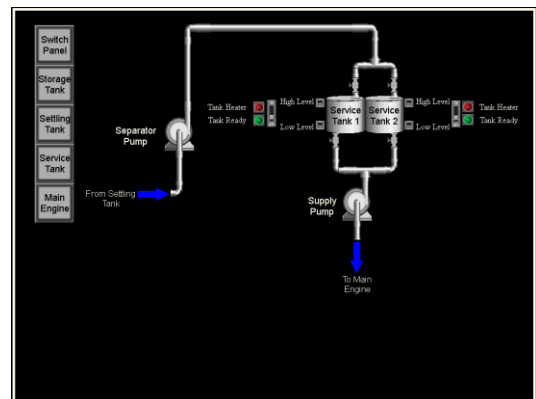 Switch
Panel
Storage
Tank
Settling
Tank
Service
Tank
Main
Engine
Separator
Pump
From Settling
Tank
Tank Heater
Tank Ready
High Level
Low Level
Service
Tank 1
Service
Tank 2
High Level
Low Level
Tank Heater
Tank Ready
Supply
Pump
To Main
Engine